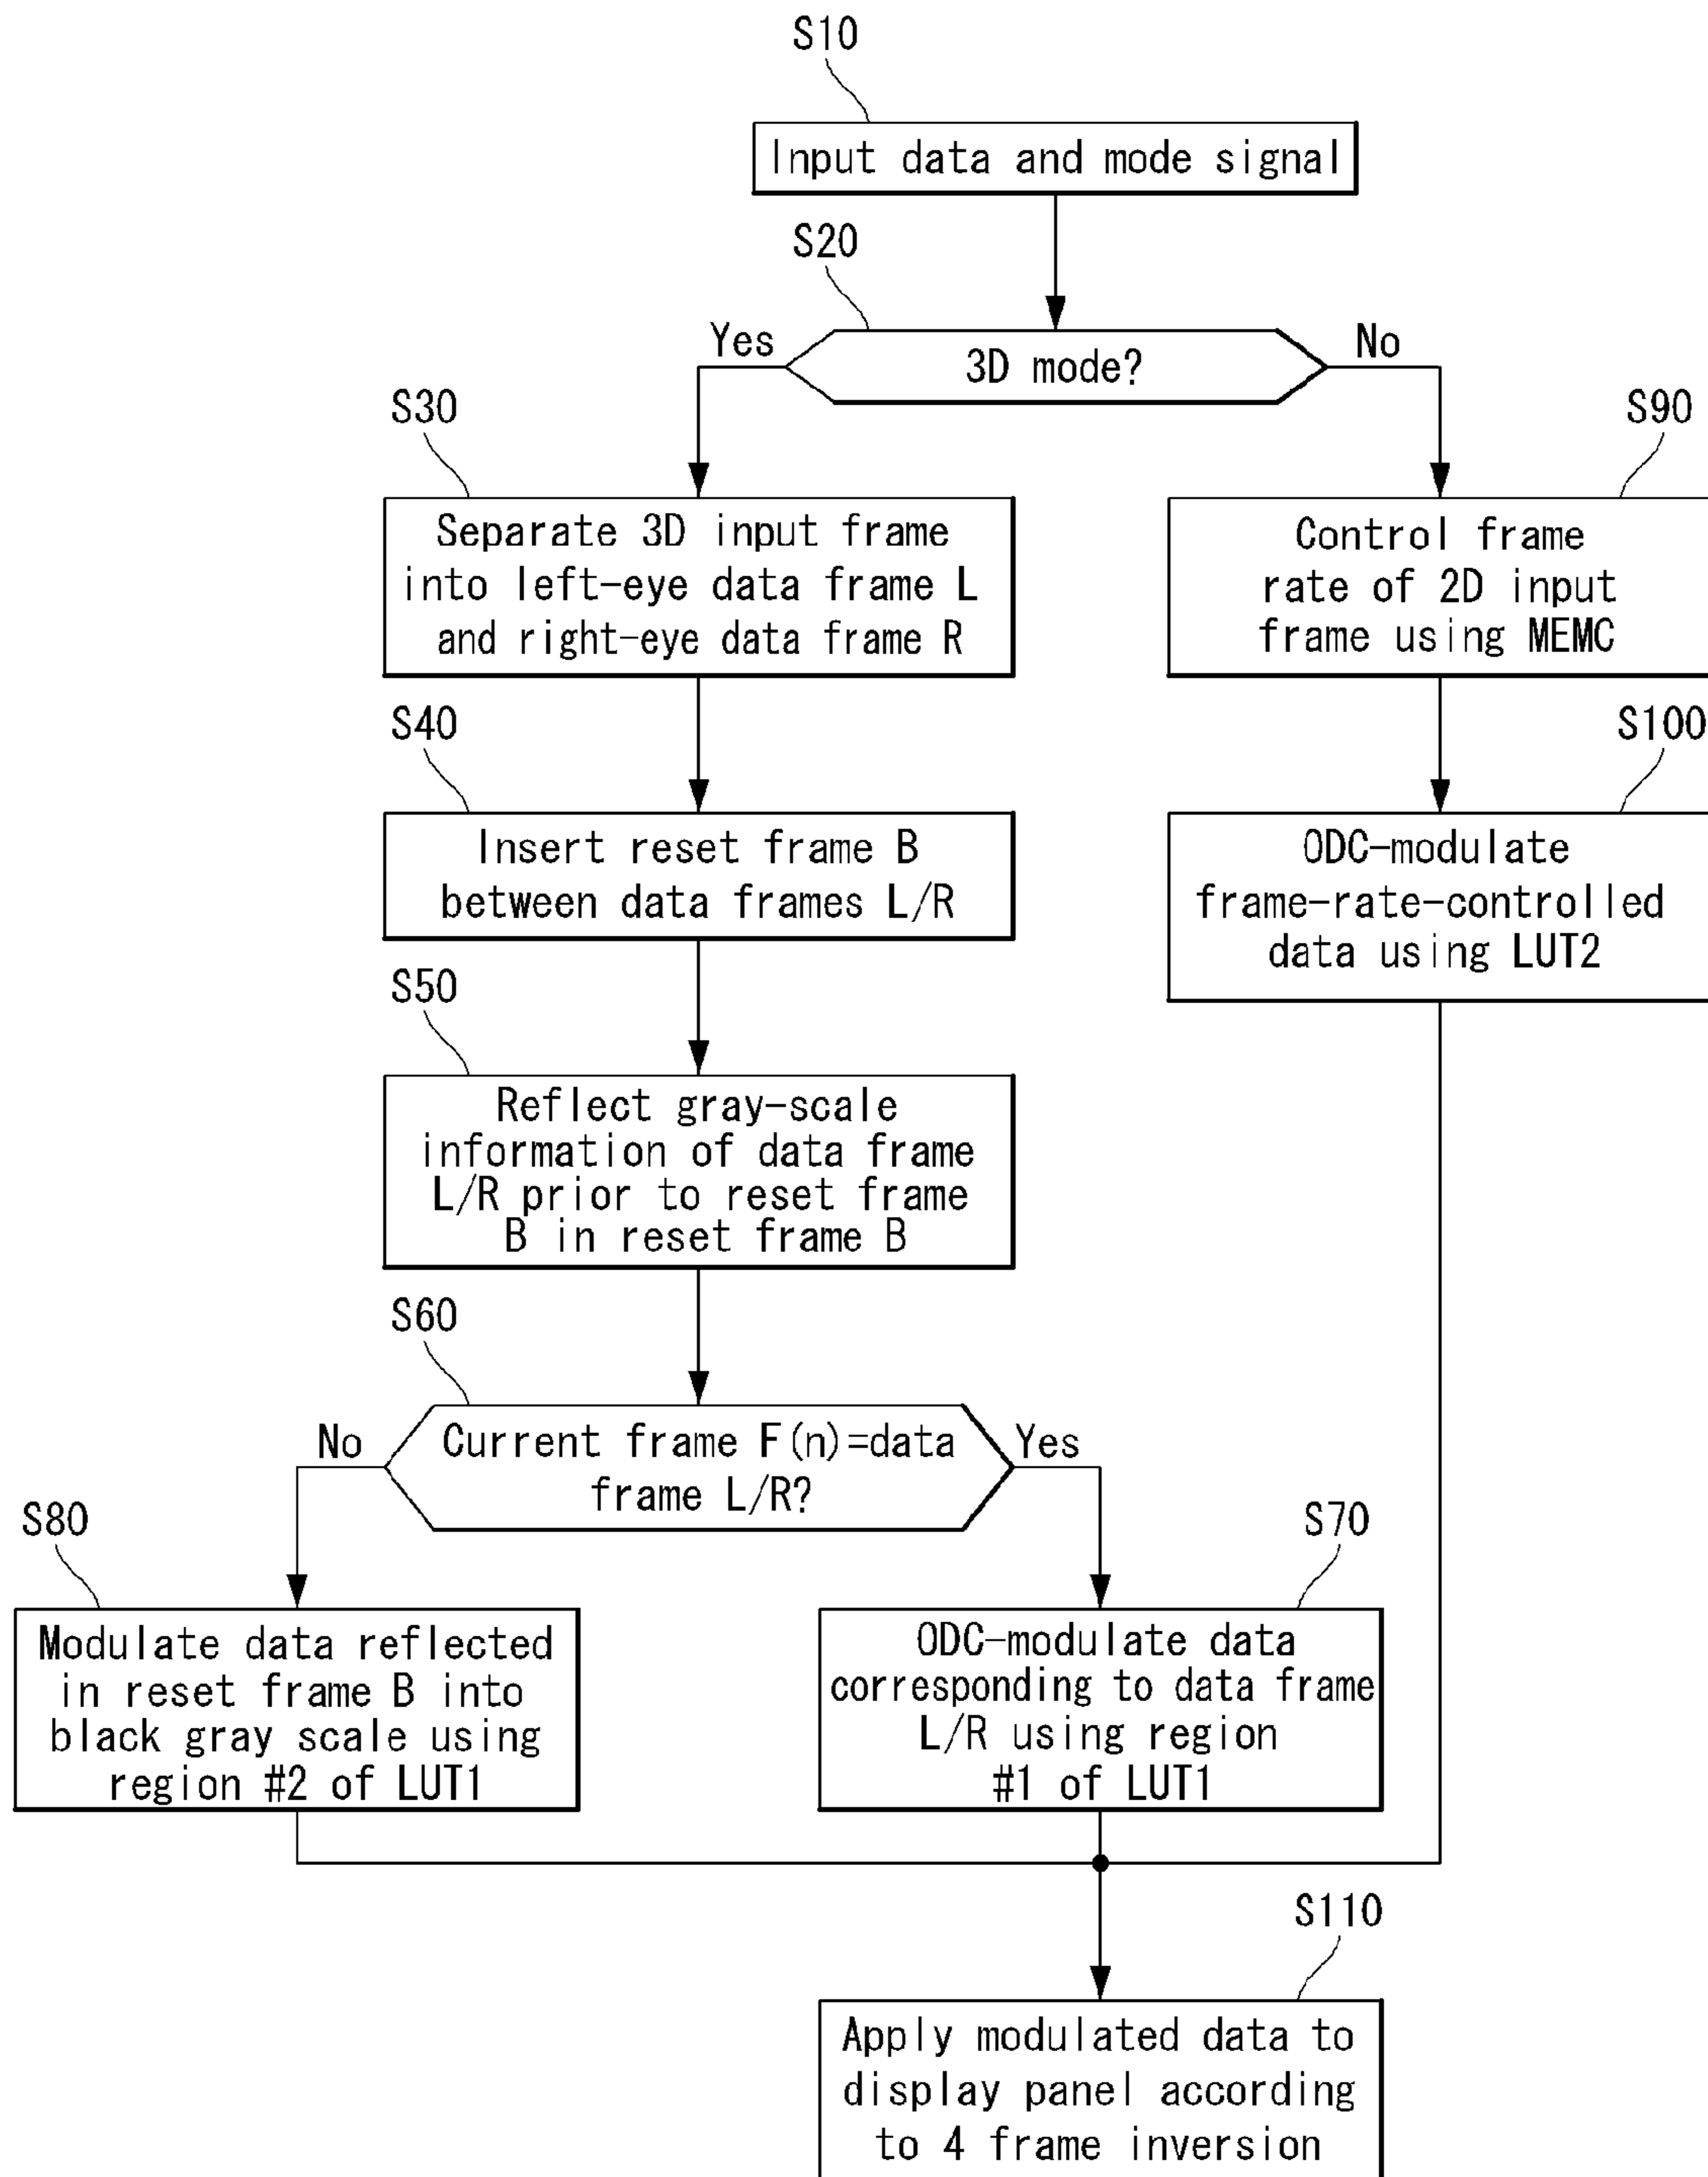 S10
Input data and mode signal
S20
Yes
3D mode?
No
S30
Separate 3D input frame
into left-eye data frame L
and right-eye data frame R
S90
Control frame
rate of 2D input
frame using MEMC
S40
Insert reset frame B
between data frames L/R
S100
ODC-modulate
frame-rate-controlled
data using LUT2
S50
Reflect gray-scale
information of data frame
L/R prior to reset frame
B in reset frame B
S60
No
Current frame F(n)=data
frame L/R?
Yes
S80
Modulate data reflected
in reset frame B into
black gray scale using
region #2 of LUT1
S70
ODC-modulate data
corresponding to data frame
L/R using region
#1 of LUT1
S110
Apply modulated data to
display panel according
to 4 frame inversion